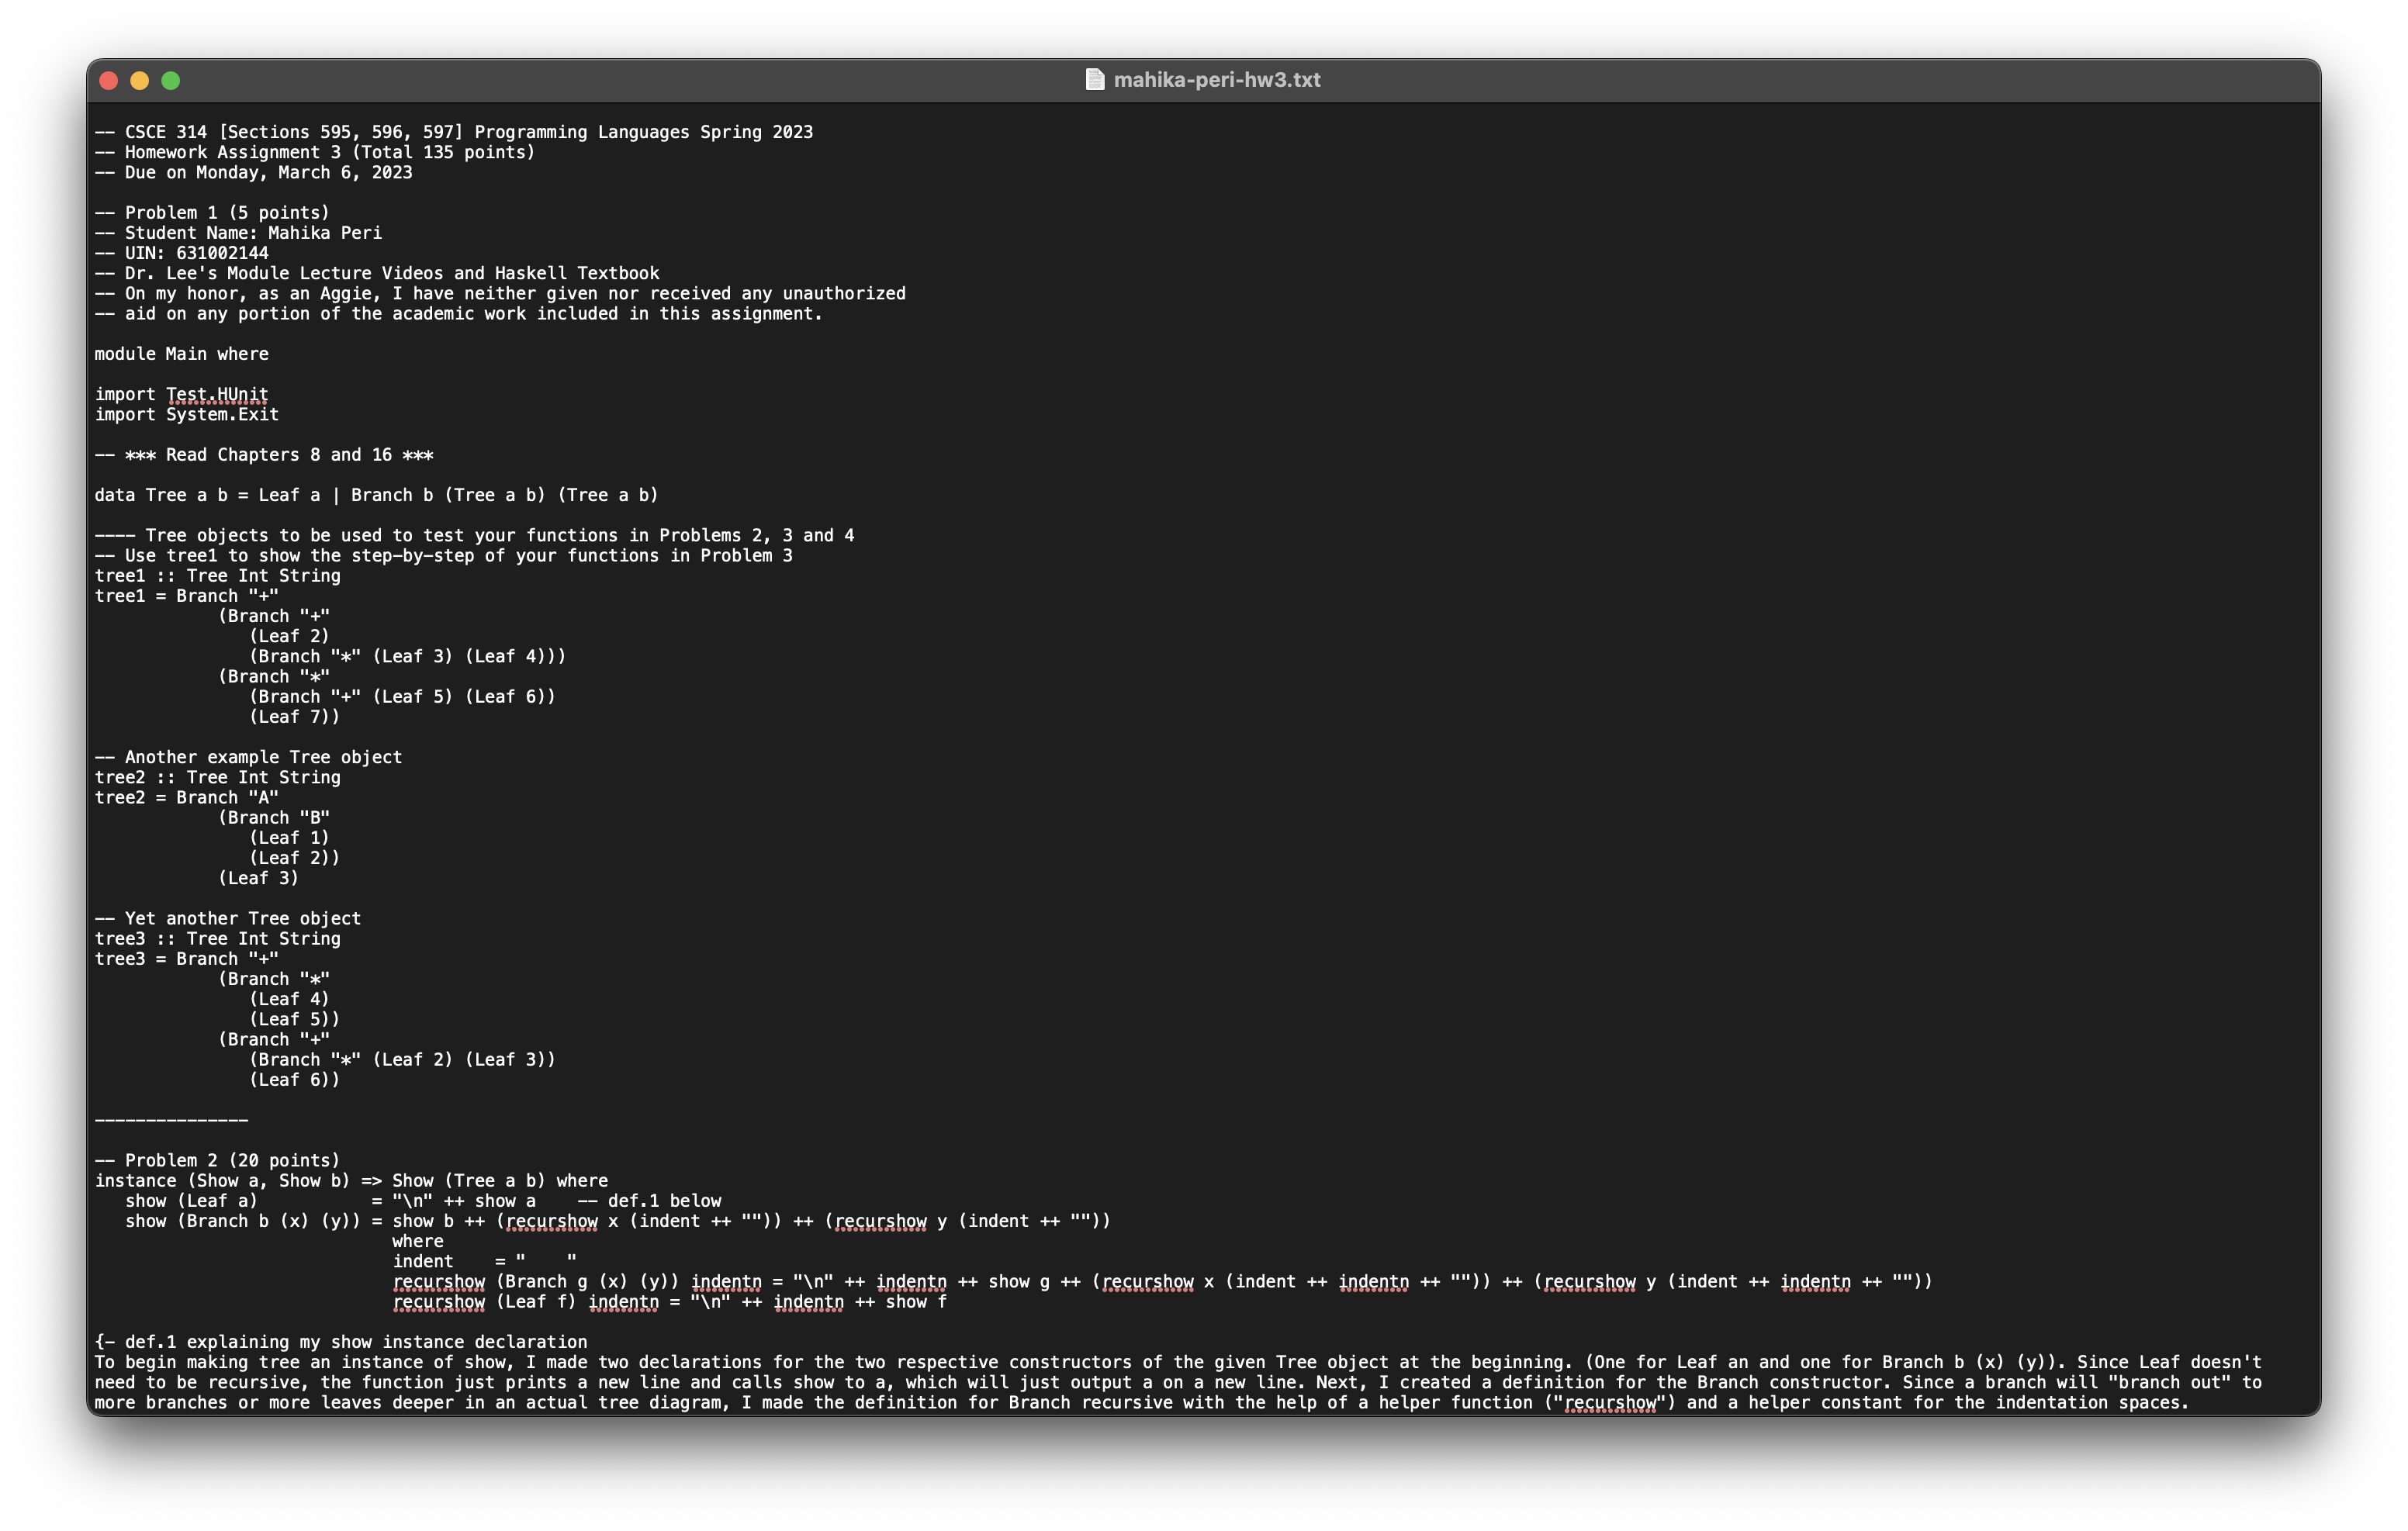 mahika-peri-hw3.txt
-- CSCE 314 [Sections 595, 596, 597] Programming Languages Spring 2023
-- Homework Assignment 3 (Total 135 points)
-- Due on Monday, March 6, 2023

-- Problem 1 (5 points)
-- Student Name: Mahika Peri
-- UIN: 631002144
-- Dr. Lee's Module Lecture Videos and Haskell Textbook
-- On my honor, as an Aggie, I have neither given nor received any unauthorized
-- aid on any portion of the academic work included in this assignment.

module Main where

import Test.HUnit
import System.Exit

-- *** Read Chapters 8 and 16 ***

data Tree a b = Leaf a | Branch b (Tree a b) (Tree a b)

---- Tree objects to be used to test your functions in Problems 2, 3 and 4
-- Use tree1 to show the step-by-step of your functions in Problem 3
tree1 :: Tree Int String
tree1 = Branch "+"
            (Branch "+"
               (Leaf 2)
               (Branch "*" (Leaf 3) (Leaf 4)))
            (Branch "*"
               (Branch "+" (Leaf 5) (Leaf 6))
               (Leaf 7))

-- Another example Tree object
tree2 :: Tree Int String
tree2 = Branch "A"
            (Branch "B"
               (Leaf 1)
               (Leaf 2))
            (Leaf 3)

-- Yet another Tree object
tree3 :: Tree Int String
tree3 = Branch "+"
            (Branch "*"
               (Leaf 4)
               (Leaf 5))
            (Branch "+"
               (Branch "*" (Leaf 2) (Leaf 3))
               (Leaf 6))

---------------

-- Problem 2 (20 points)
instance (Show a, Show b) => Show (Tree a b) where
   show (Leaf a)           = "\n" ++ show a    -- def.1 below
   show (Branch b (x) (y)) = show b ++ (recurshow x (indent ++ "")) ++ (recurshow y (indent ++ ""))
                             where
                             indent    = "    "
                             recurshow (Branch g (x) (y)) indentn = "\n" ++ indentn ++ show g ++ (recurshow x (indent ++ indentn ++ "")) ++ (recurshow y (indent ++ indentn ++ ""))
                             recurshow (Leaf f) indentn = "\n" ++ indentn ++ show f

{- def.1 explaining my show instance declaration
To begin making tree an instance of show, I made two declarations for the two respective constructors of the given Tree object at the beginning. (One for Leaf an and one for Branch b (x) (y)). Since Leaf doesn't
need to be recursive, the function just prints a new line and calls show to a, which will just output a on a new line. Next, I created a definition for the Branch constructor. Since a branch will "branch out" to
more branches or more leaves deeper in an actual tree diagram, I made the definition for Branch recursive with the help of a helper function ("recurshow") and a helper constant for the indentation spaces.